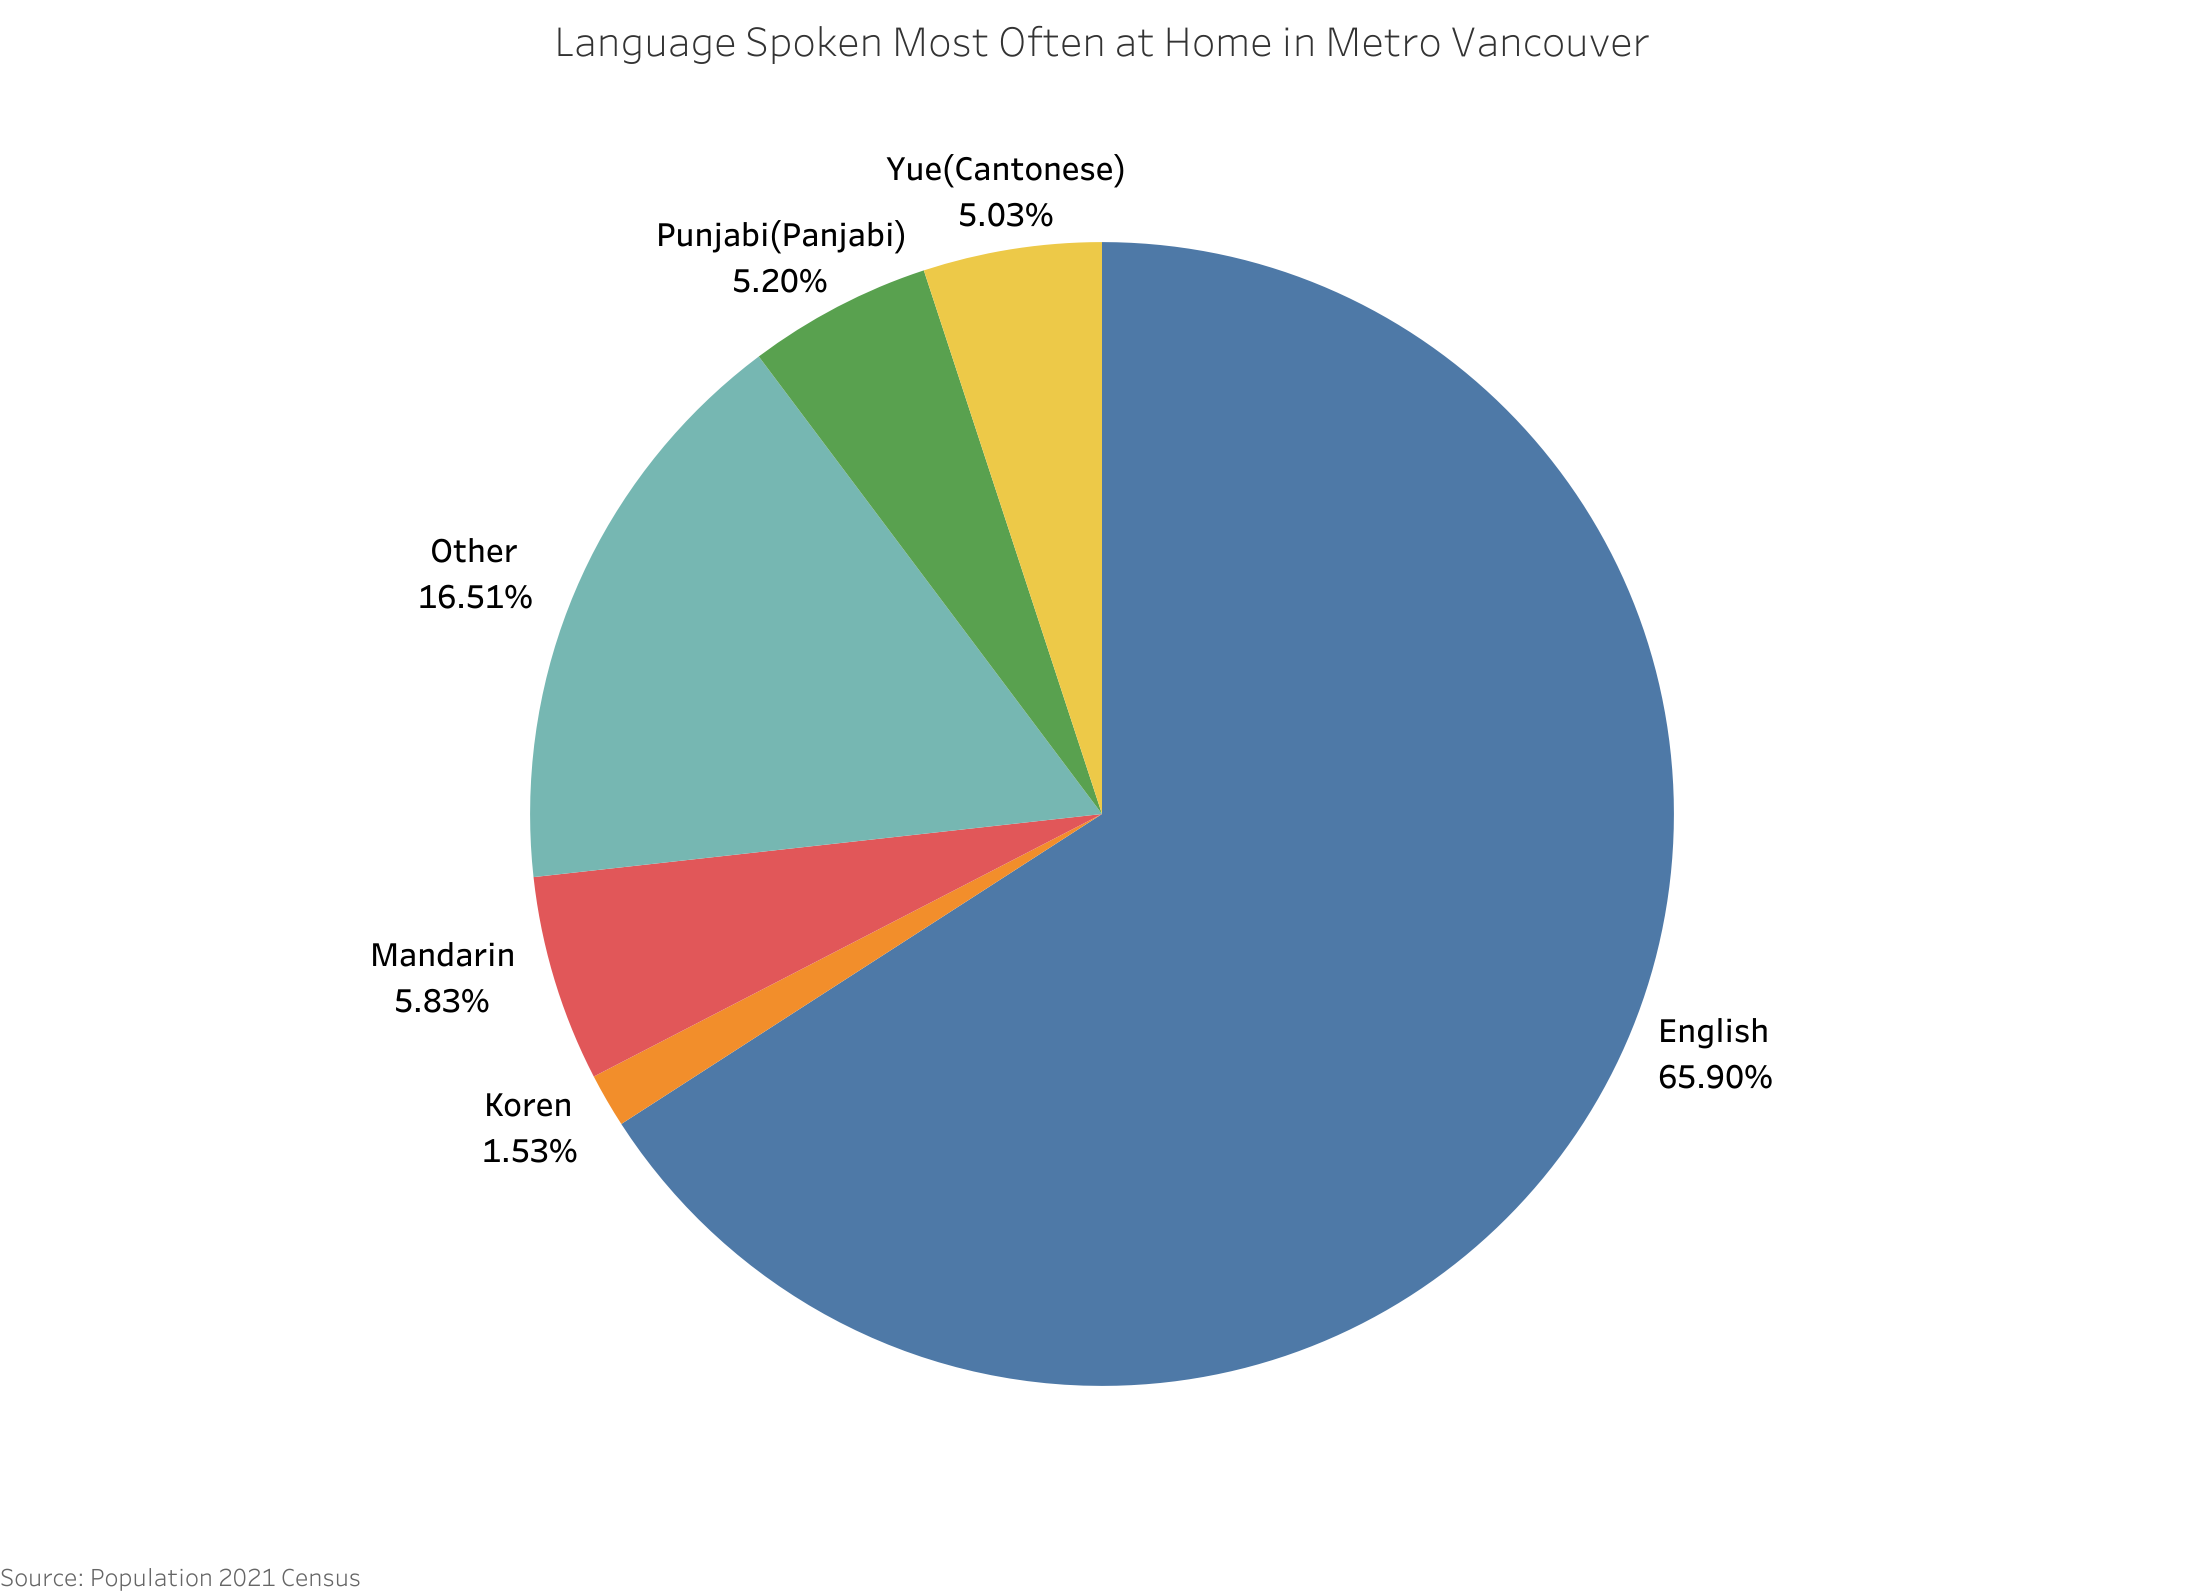 Language Spoken Most Often at Home in Metro Vancouver
Yue(Cantonese)
5.03%
Punjabi(Panjabi)
5.20%
Other
16.51%
Mandarin
5.83%
English
65.90%
Koren
1.53%
Source: Population 2021 Census